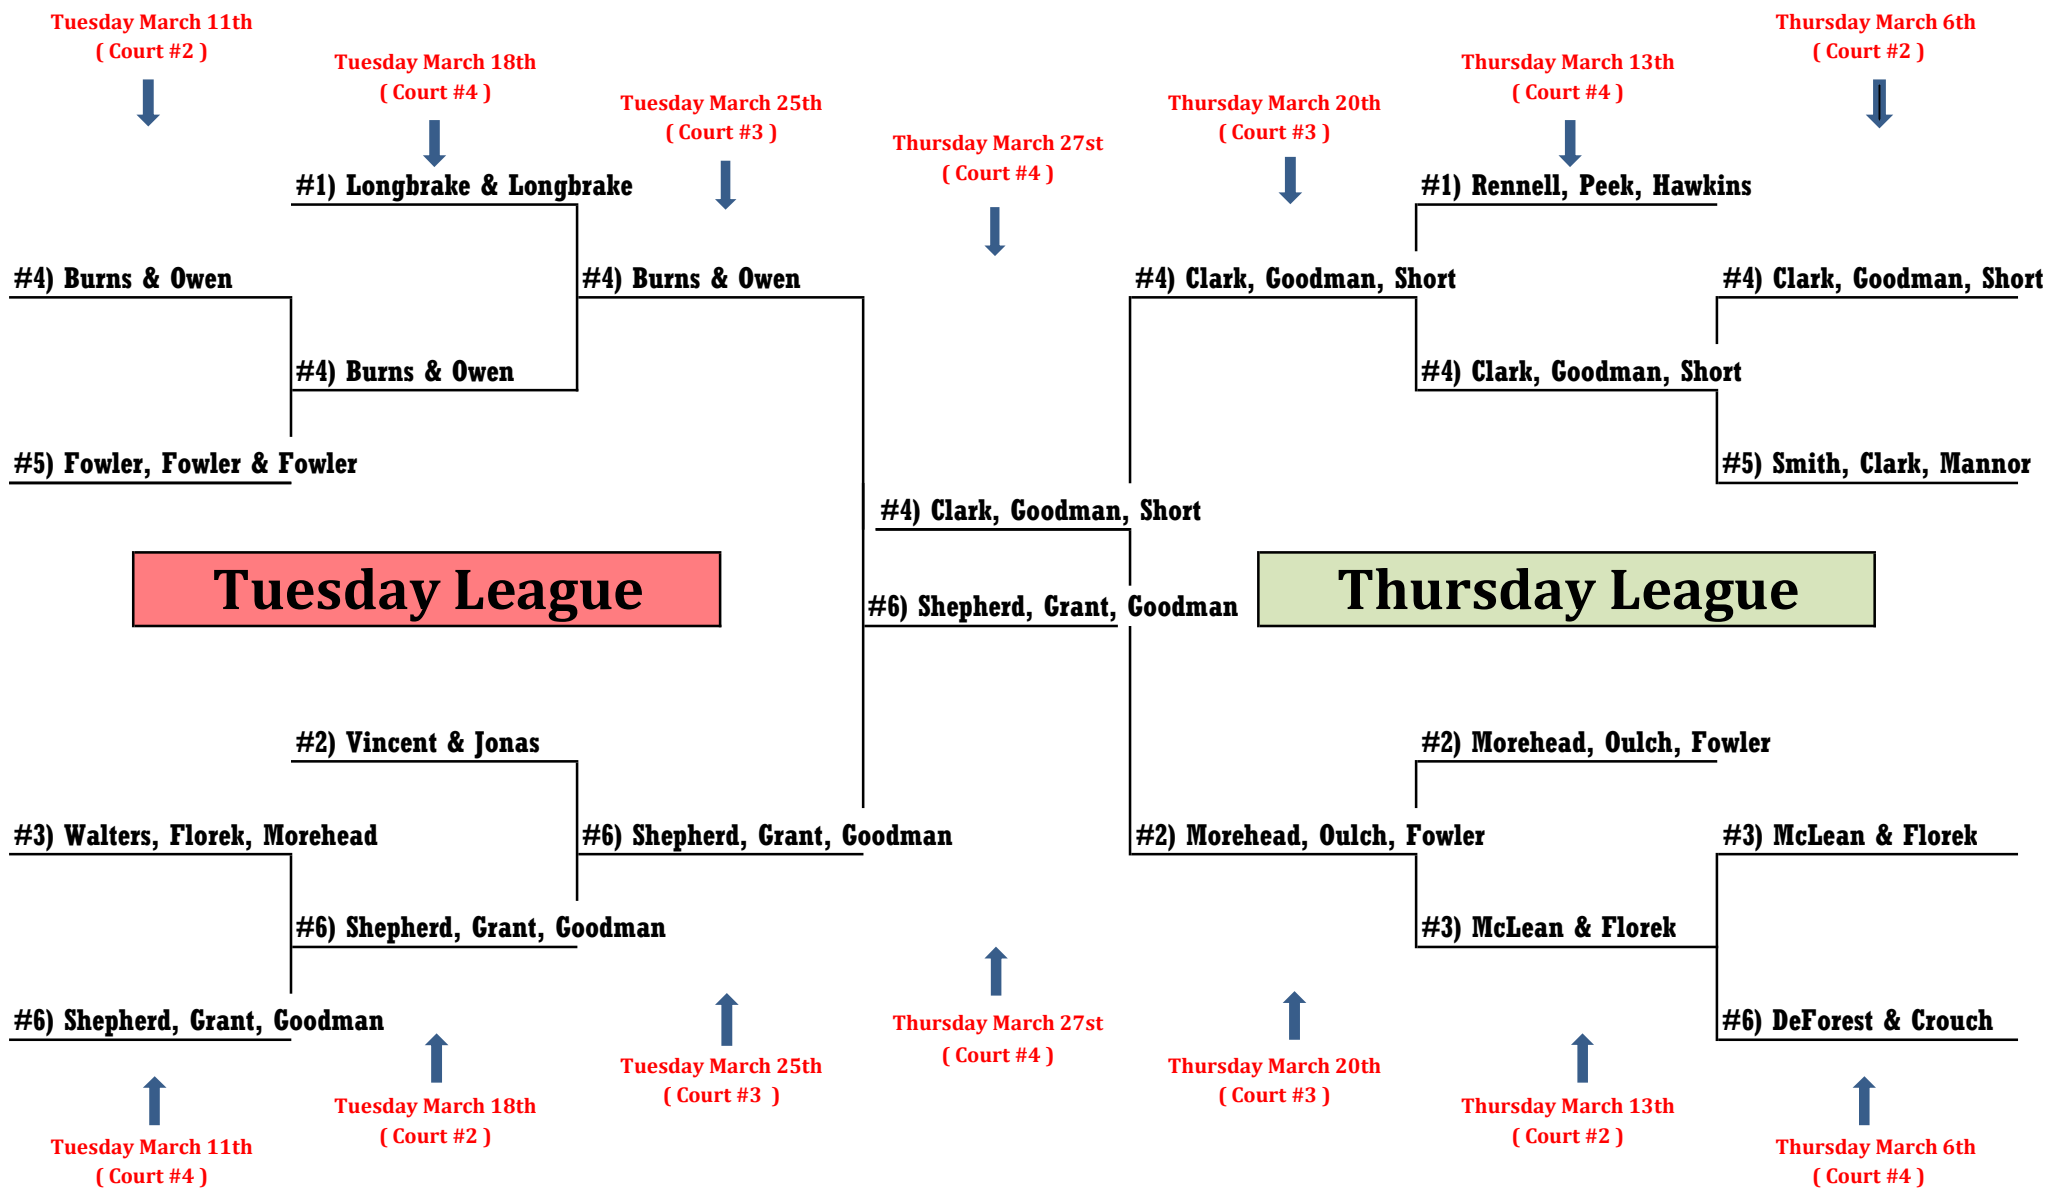 Tuesday March 11th
( Court #2 )
Tuesday March 18th
( Court #4 )
Tuesday March 25th
( Court #3 )
Thursday March 27st
( Court #4 )
Thursday March 20th
( Court #3 )
Thursday March 13th
( Court #4 )
Thursday March 6th
( Court #2 )
#1) Longbrake & Longbrake
#1) Rennell, Peek, Hawkins
#4) Burns & Owen
#4) Burns & Owen
#4) Clark, Goodman, Short
#4) Clark, Goodman, Short
#4) Burns & Owen
#4) Clark, Goodman, Short
#5) Fowler, Fowler & Fowler
#5) Smith, Clark, Mannor
#4) Clark, Goodman, Short
Tuesday League
#6) Shepherd, Grant, Goodman
Thursday League
#2) Vincent & Jonas
#2) Morehead, Oulch, Fowler
#3) Walters, Florek, Morehead
#6) Shepherd, Grant, Goodman
#2) Morehead, Oulch, Fowler
#3) McLean & Florek
#6) Shepherd, Grant, Goodman
#3) McLean & Florek
#6) Shepherd, Grant, Goodman
#6) DeForest & Crouch
Tuesday March 11th
( Court #4 )
Tuesday March 18th
( Court #2 )
Tuesday March 25th
( Court #3 )
Thursday March 27st
( Court #4 )
Thursday March 20th
( Court #3 )
Thursday March 13th
( Court #2 )
Thursday March 6th
( Court #4 )